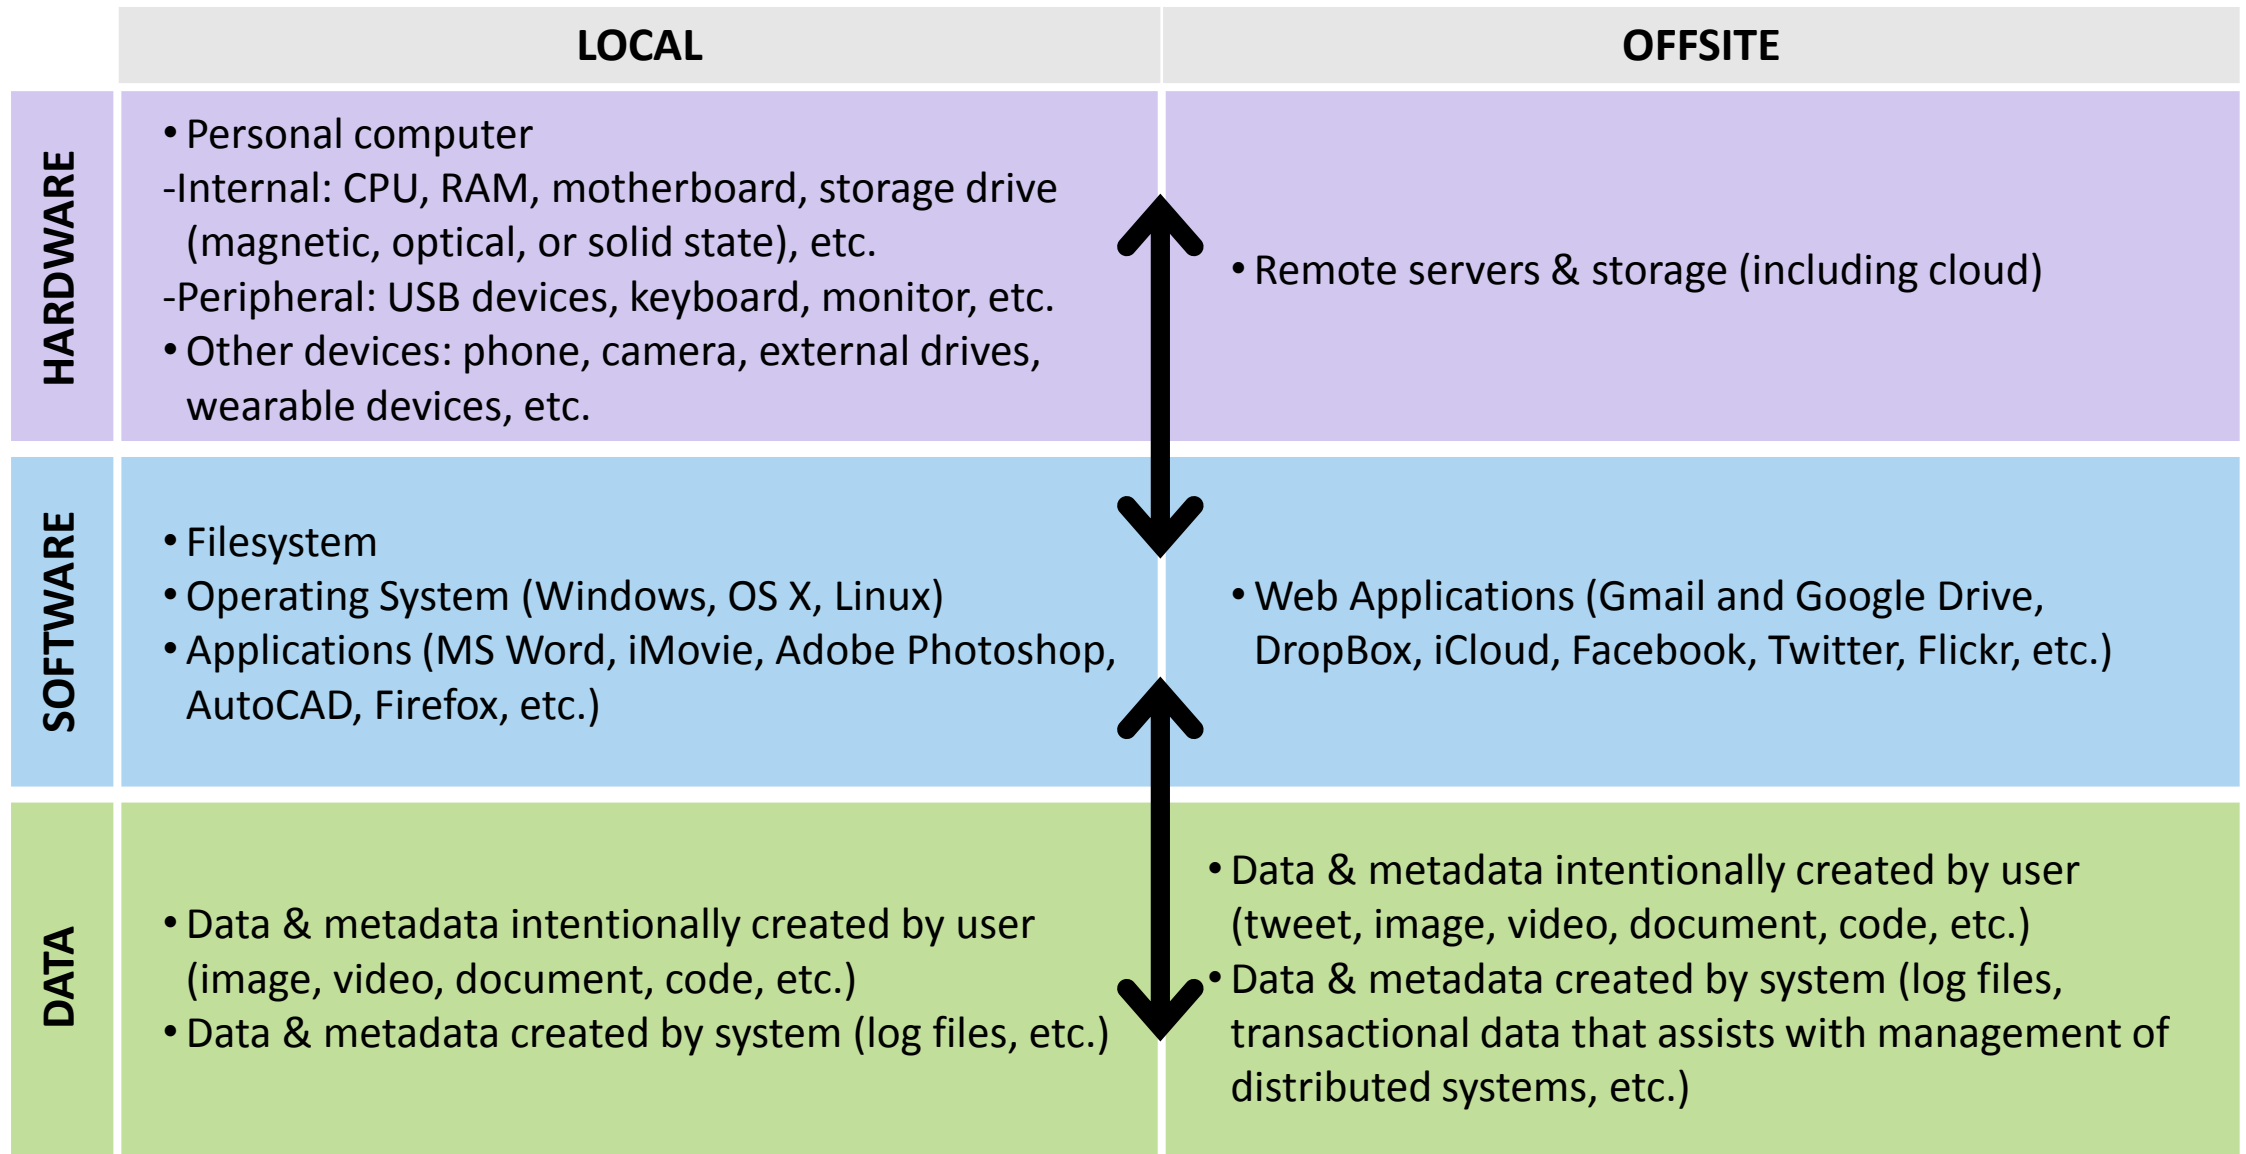 LOCAL
OFFSITE
HARDWARE
• Personal computer
-Internal: CPU, RAM, motherboard, storage drive
(magnetic, optical, or solid state), etc.
-Peripheral: USB devices, keyboard, monitor, etc.
• Other devices: phone, camera, external drives,
wearable devices, etc.
• Remote servers & storage (including cloud)
SOFTWARE
• Filesystem
• Operating System (Windows, OS X, Linux)
• Applications (MS Word, iMovie, Adobe Photoshop,
AutoCAD, Firefox, etc.)
• Web Applications (Gmail and Google Drive,
DropBox, iCloud, Facebook, Twitter, Flickr, etc.)
DATA
• Data & metadata intentionally created by user
(image, video, document, code, etc.)
• Data & metadata created by system (log files, etc.)
• Data & metadata intentionally created by user
(tweet, image, video, document, code, etc.)
• Data & metadata created by system (log files,
transactional data that assists with management of
distributed systems, etc.)